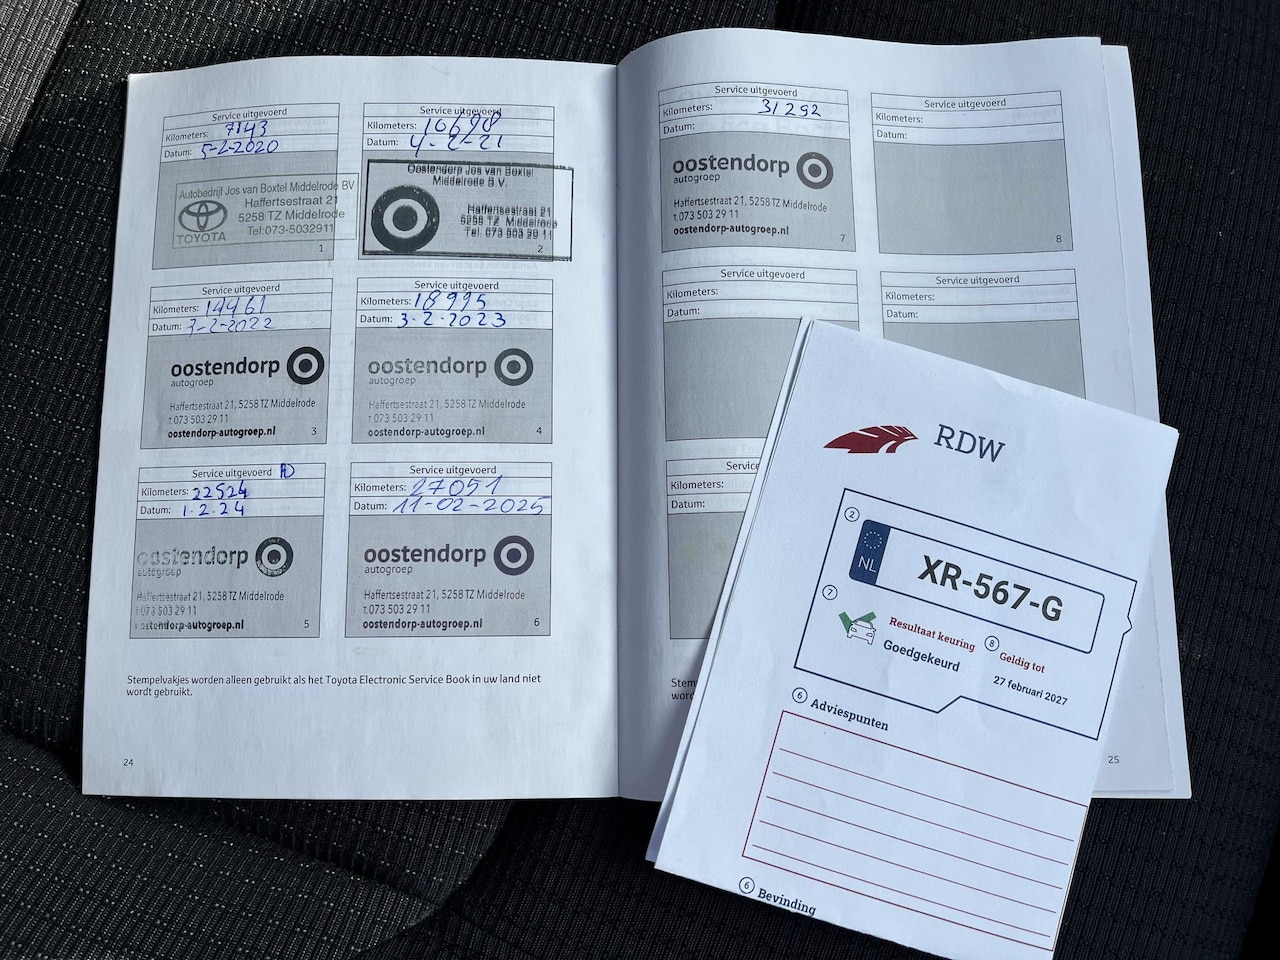 Service uitgevoerd
Kilometers: 7143
Datum: 5-2-2020
Autobedrijf Jos van Boxtel Middelrode BV
Haffertsestraat 21
5258 TZ Middelrode
Tel:073-5032911
TOYOTA
1
Service uitgevoerd
Kilometers: 10698
Datum: 4-2-21
Oostendorp Jos van Boxtel
Middelrode B.V.
Haffertsestraat 21
5258 TZ Middelrode
Tel. 073 503 29 11
2
Service uitgevoerd
Kilometers: 14461
Datum: 3-2-2022
oostendorp
autogroep
Haffertsestraat 21, 5258 TZ Middelrode
t.073 503 29 11
oostendorp-autogroep.nl
3
Service uitgevoerd
Kilometers: 18995
Datum: 3-2-2023
oostendorp
autogroep
Haffertsestraat 21, 5258 TZ Middelrode
t.073 503 29 11
oostendorp-autogroep.nl
4
Service uitgevoerd
Kilometers: 22524
Datum: 1.2.24
oostendorp
autogroep
Haffertsestraat 21, 5258 TZ Middelrode
t.073 503 29 11
oostendorp-autogroep.nl
5
Service uitgevoerd
Kilometers: 27051
Datum: 11-02-2025
oostendorp
autogroep
Haffertsestraat 21, 5258 TZ Middelrode
t.073 503 29 11
oostendorp-autogroep.nl
6
Stempelvakjes worden alleen gebruikt als het Toyota Electronic Service Book in uw land niet
wordt gebruikt.
24
Service uitgevoerd
Kilometers: 31292
Datum:
oostendorp
autogroep
Haffertsestraat 21, 5258 TZ Middelrode
t.073 503 29 11
oostendorp-autogroep.nl
7
Service uitgevoerd
Kilometers:
Datum:
8
Service uitgevoerd
Kilometers:
Datum:
Service uitgevoerd
Kilometers:
Datum:
Service
Kilometers:
Datum:
Stem
word
25
RDW
2
NL
XR-567-G
7
Resultaat keuring
Goedgekeurd
8
Geldig tot
27 februari 2027
6 Adviespunten
6 Bevinding